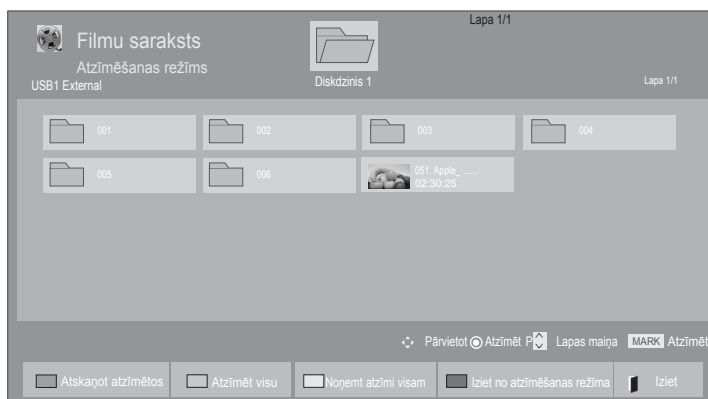 Lapa 1/1
Filmu saraksts
Atzīmēšanas režīms
USB1 External
Diskdzinis 1
Lapa 1/1
001
002
003
004
005
006
051. Apple_ ......
02:30:25
Pārvietot Atzīmēt P Lapas maiņa MARK Atzīmēt
Atskaņot atzīmētos
Atzīmēt visu
Noņemt atzīmi visam
Iziet no atzīmēšanas režīma
Iziet